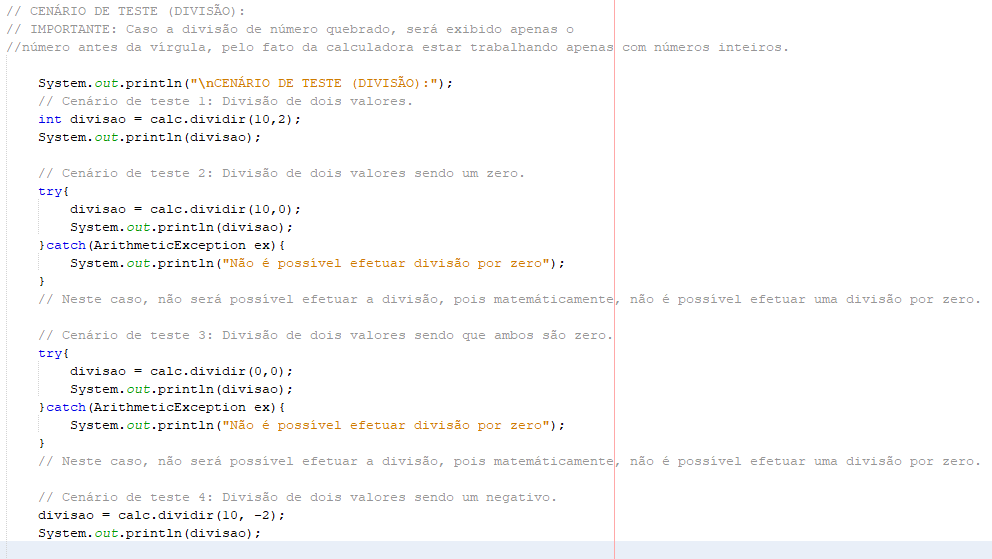 // CENÁRIO DE TESTE (DIVISÃO):
// IMPORTANTE: Caso a divisão de número quebrado, será exibido apenas o
//número antes da vírgula, pelo fato da calculadora estar trabalhando apenas com números inteiros.
System.out.println("\nCENÁRIO DE TESTE (DIVISÃO):");
// Cenário de teste 1: Divisão de dois valores.
int divisao = calc.dividir(10,2);
System.out.println(divisao);
// Cenário de teste 2: Divisão de dois valores sendo um zero.
try{
divisao = calc.dividir(10,0);
System.out.println(divisao);
}catch(ArithmeticException ex){
System.out.println("Não é possível efetuar divisão por zero");
}
// Neste caso, não será possível efetuar a divisão, pois matemáticamente, não é possível efetuar uma divisão por zero.
// Cenário de teste 3: Divisão de dois valores sendo que ambos são zero.
try{
divisao = calc.dividir(0,0);
System.out.println(divisao);
}catch(ArithmeticException ex){
System.out.println("Não é possível efetuar divisão por zero");
}
// Neste caso, não será possível efetuar a divisão, pois matemáticamente, não é possível efetuar uma divisão por zero.
// Cenário de teste 4: Divisão de dois valores sendo um negativo.
divisao = calc.dividir(10, -2);
System.out.println(divisao);